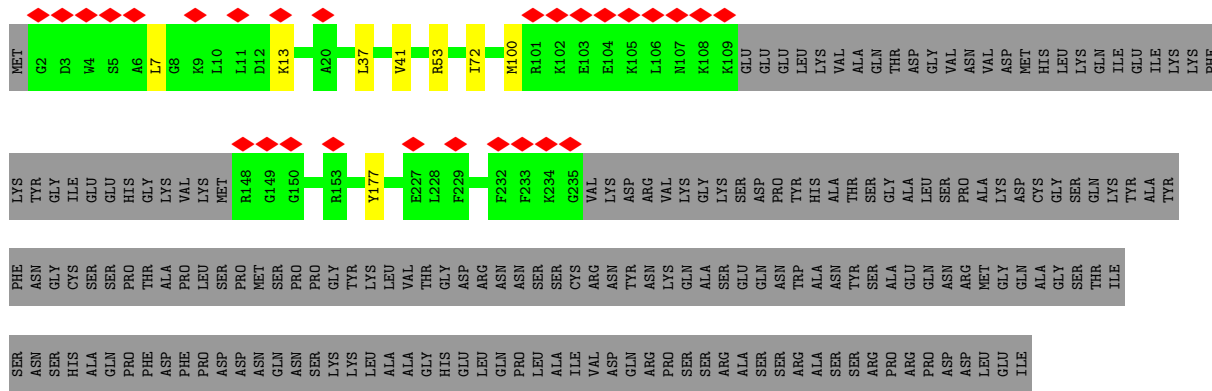 MET G2 D3 W4 S5 A6 L7 G8 K9 L10 L11 D12 K13 A20 L37 V41 R53 I72 M100 R101 K102 E103 E104 K105 L106 N107 K108 K109 GLU GLU GLU LEU LYS VAL ALA GLN THR ASP GLY VAL ASN VAL ASP MET HIS LEU LYS GLN ILE GLU ILE LYS LYS PHE
LYS TYR GLY ILE GLU GLU HIS GLY LYS VAL LYS MET R148 G149 G150 R153 Y177 E227 L228 F229 F232 F233 K234 G235 VAL LYS ASP ARG VAL LYS GLY LYS SER ASP PRO TYR HIS ALA THR SER GLY ALA LEU SER PRO ALA LYS ASP CYS GLY SER GLN LYS TYR ALA TYR
PHE ASN GLY CYS SER SER PRO THR ALA PRO LEU SER PRO MET SER PRO PRO GLY TYR LYS LEU VAL THR GLY ASP ARG ASN ASN SER SER CYS ARG ASN TYR ASN LYS GLN ALA SER GLU GLN ASN TRP ALA ASN TYR SER ALA GLU GLN ASN ARG MET GLY GLN ALA GLY SER THR ILE
SER ASN SER HIS ALA GLN PRO PHE ASP PHE PRO ASP ASP ASN GLN ASN SER LYS LYS LEU ALA ALA GLY HIS GLU LEU GLN PRO LEU ALA ILE VAL ASP GLN ARG PRO SER SER ARG ALA SER SER ARG ALA SER SER ARG PRO ARG PRO ASP ASP LEU GLU ILE